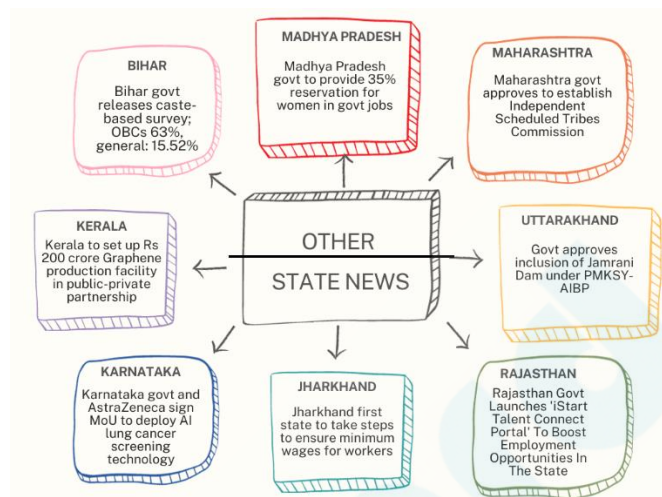 BIHAR
Bihar govt
releases caste-
based survey;
OBCs 63%,
general: 15.52%
MADHYA PRADESH
Madhya Pradesh
govt to provide 35%
reservation for
women in govt jobs
MAHARASHTRA
Maharashtra govt
approves to establish
Independent
Scheduled Tribes
Commission
KERALA
Kerala to set up Rs
200 crore Graphene
production facility
in public-private
partnership
OTHER
STATE NEWS
UTTARAKHAND
Govt approves
inclusion of Jamrani
Dam under PMKSY-
AIBP
KARNATAKA
Karnataka govt and
AstraZeneca sign
MoU to deploy AI
lung cancer
screening
technology
JHARKHAND
Jharkhand first
state to take steps
to ensure minimum
wages for workers
RAJASTHAN
Rajasthan Govt
Launches 'iStart
Talent Connect
Portal' To Boost
Employment
Opportunities In
The State